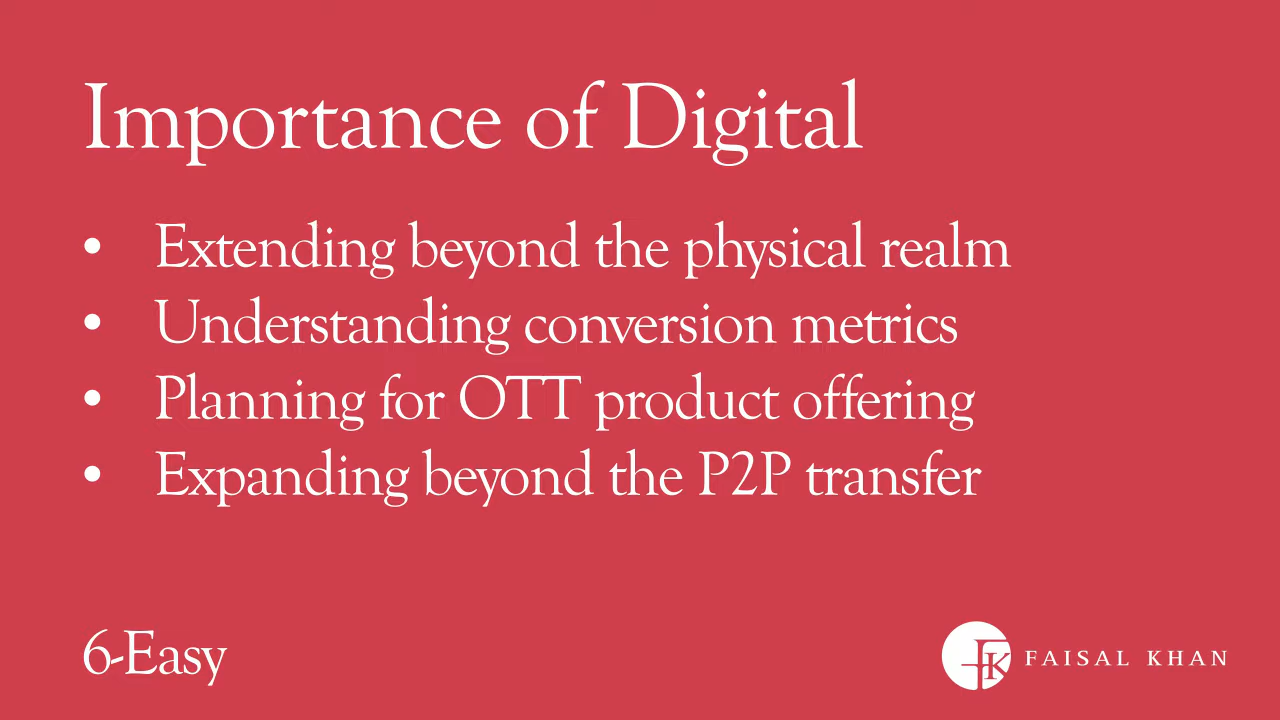 Importance of Digital
• Extending beyond the physical realm
• Understanding conversion metrics
• Planning for OTT product offering
• Expanding beyond the P2P transfer
6-Easy
FK FAISAL KHAN